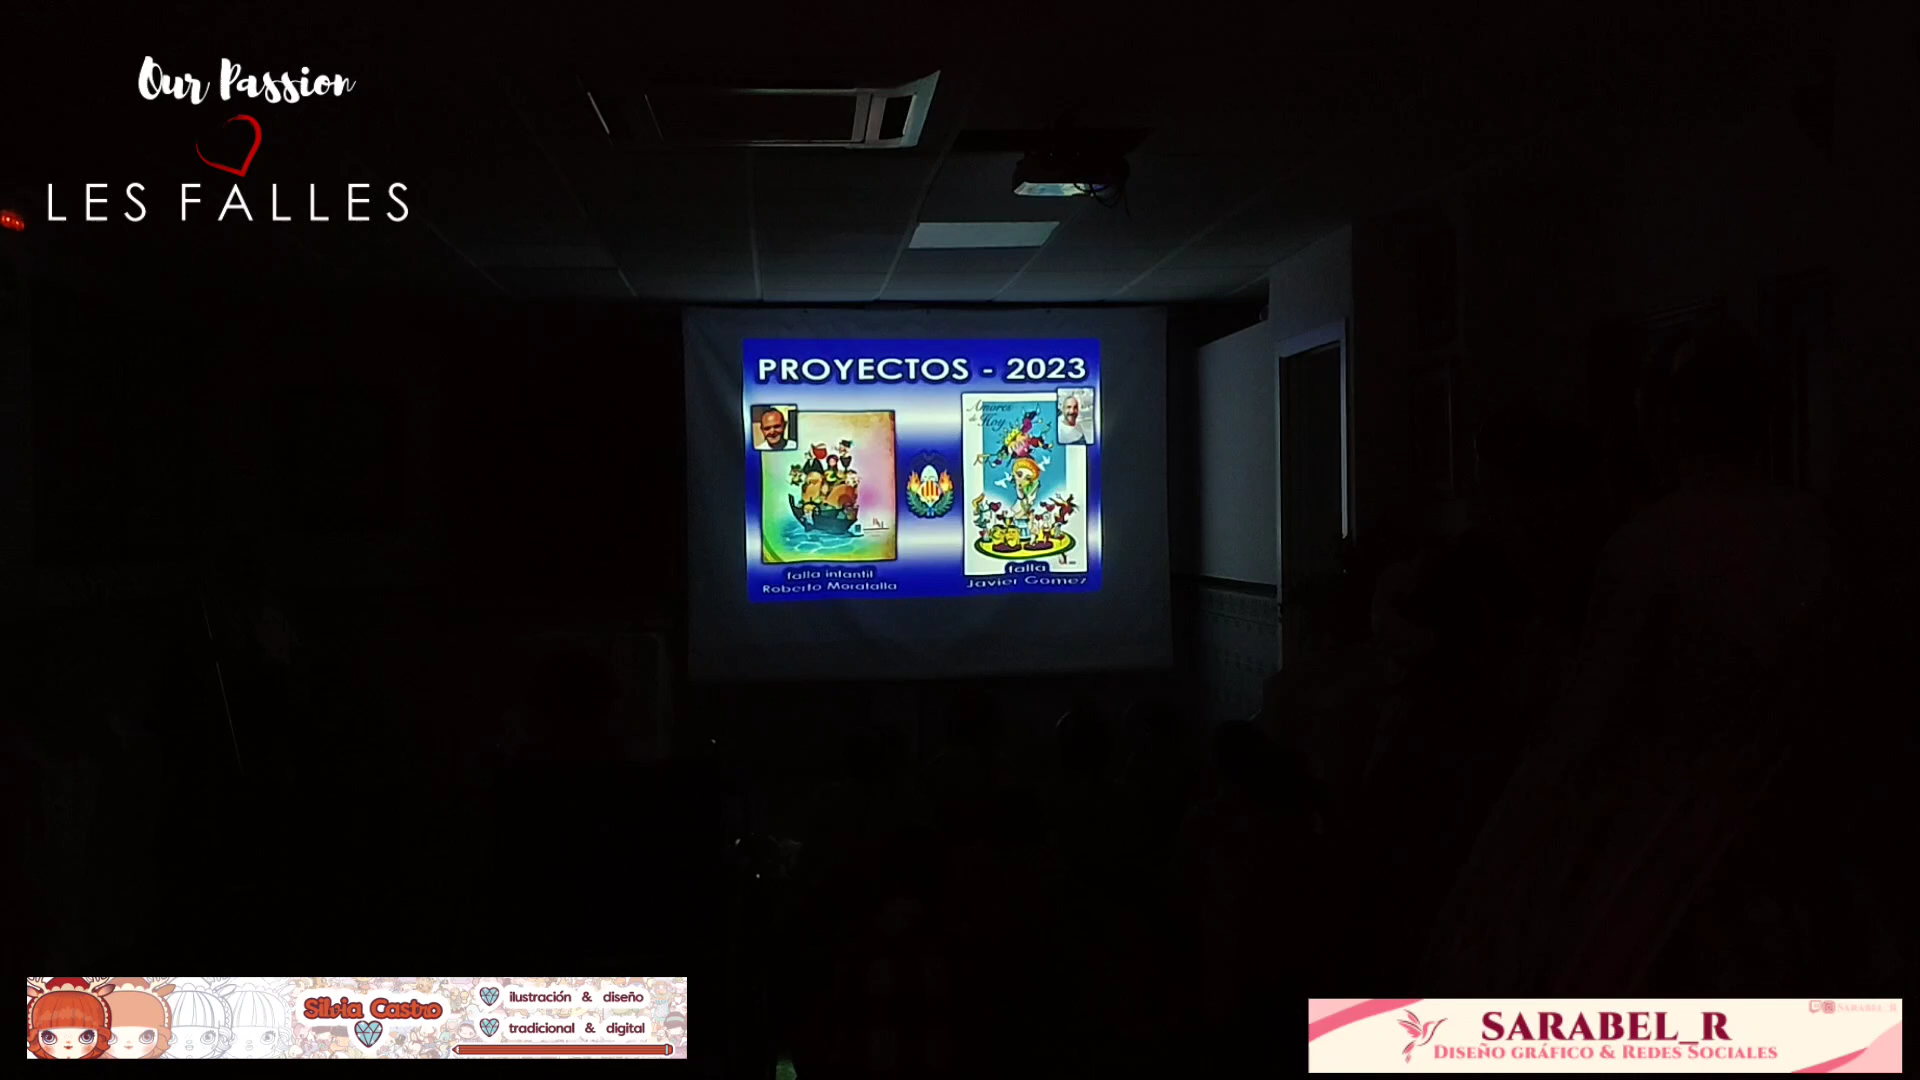 Our Passion
LES FALLES
PROYECTOS - 2023
Amores
de Hoy
falla infantil
Roberto Moratalla
falla
Javier Gomez
Silvia Castro
ilustración & diseño
tradicional & digital
SARABEL_R
SARABEL_R
DISEÑO GRÁFICO & REDES SOCIALES